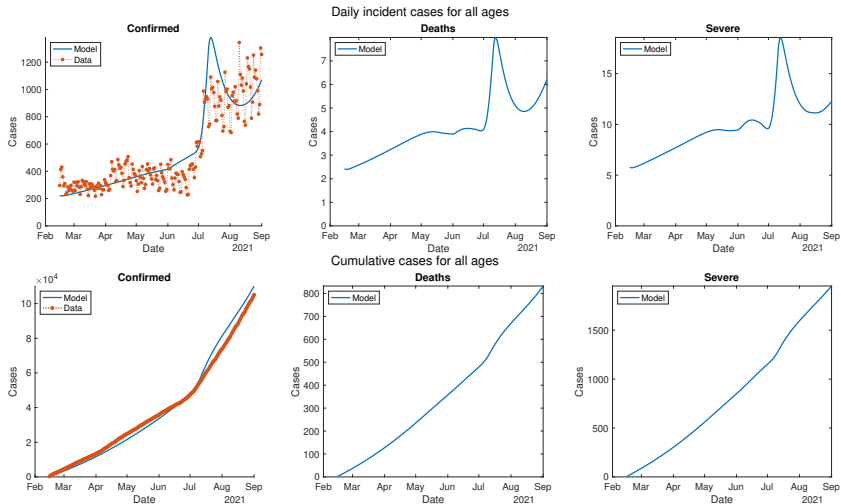 Daily incident cases for all ages
Confirmed
Model
Data
Cases
0
200
400
600
800
1000
1200
Feb Mar Apr May Jun Jul Aug Sep
Date
2021
Deaths
Model
Cases
0
1
2
3
4
5
6
7
Feb Mar Apr May Jun Jul Aug Sep
Date
2021
Severe
Model
Cases
0
5
10
15
Feb Mar Apr May Jun Jul Aug Sep
Date
2021
Cumulative cases for all ages
Confirmed
×10⁴
Model
Data
Cases
0
2
4
6
8
10
Feb Mar Apr May Jun Jul Aug Sep
Date
2021
Deaths
Model
Cases
0
100
200
300
400
500
600
700
800
Feb Mar Apr May Jun Jul Aug Sep
Date
2021
Severe
Model
Cases
0
500
1000
1500
Feb Mar Apr May Jun Jul Aug Sep
Date
2021